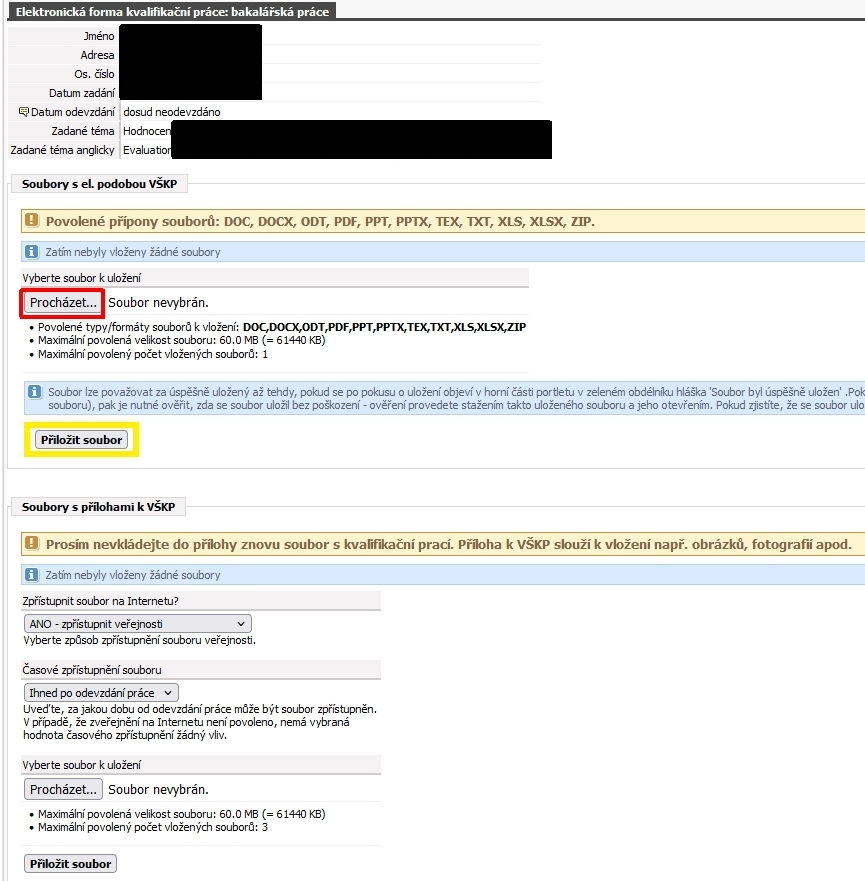 Elektronická forma kvalifikační práce: bakalářská práce
Jméno
Adresa
Os. číslo
Datum zadání
Datum odevzdání dosud neodevzdáno
Zadané téma Hodnocen
Zadané téma anglicky Evaluation
Soubory s el. podobou VŠKP
Povolené přípony souborů: DOC, DOCX, ODT, PDF, PPT, PPTX, TEX, TXT, XLS, XLSX, ZIP.
Zatím nebyly vloženy žádné soubory
Vyberte soubor k uložení
Procházet... Soubor nevybrán.
• Povolené typy/formáty souborů k vložení: DOC,DOCX,ODT,PDF,PPT,PPTX,TEX,TXT,XLS,XLSX,ZIP
• Maximální povolená velikost souboru: 60.0 MB (= 61440 KB)
• Maximální povolený počet vložených souborů: 1
Soubor lze považovat za úspěšně uložený až tehdy, pokud se po pokusu o uložení objeví v horní části portletu v zeleném obdélníku hláška 'Soubor byl úspěšně uložen' .Pok
souboru), pak je nutné ověřit, zda se soubor uložil bez poškození - ověření provedete stažením takto uloženého souboru a jeho otevřením. Pokud zjistíte, že se soubor ulo
Přiložit soubor
Soubory s přílohami k VŠKP
Prosím nevkládejte do přílohy znovu soubor s kvalifikační prací. Příloha k VŠKP slouží k vložení např. obrázků, fotografií apod.
Zatím nebyly vloženy žádné soubory
Zpřístupnit soubor na Internetu?
ANO - zpřístupnit veřejnosti
Vyberte způsob zpřístupnění souboru veřejnosti.
Časové zpřístupnění souboru
Ihned po odevzdání práce
Uveďte, za jakou dobu od odevzdání práce může být soubor zpřístupněn.
V případě, že zveřejnění na Internetu není povoleno, nemá vybraná
hodnota časového zpřístupnění žádný vliv.
Vyberte soubor k uložení
Procházet... Soubor nevybrán.
• Maximální povolená velikost souboru: 60.0 MB (= 61440 KB)
• Maximální povolený počet vložených souborů: 3
Přiložit soubor